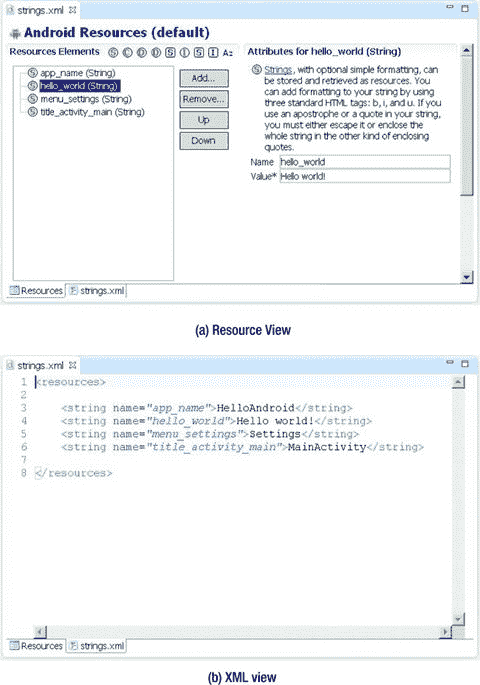 strings.xml
Android Resources (default)
Resources Elements S C D D S I S I Az
Attributes for hello_world (String)
S app_name (String)
S hello_world (String)
S menu_settings (String)
S title_activity_main (String)
Add...
Remove...
Up
Down
S Strings, with optional simple formatting, can
be stored and retrieved as resources. You
can add formatting to your string by using
three standard HTML tags: b, i, and u. If you
use an apostrophe or a quote in your string,
you must either escape it or enclose the
whole string in the other kind of enclosing
quotes.
Name hello_world
Value* Hello world!
Resources strings.xml
(a) Resource View
strings.xml
1 <resources>
2
3 <string name="app_name">HelloAndroid</string>
4 <string name="hello_world">Hello world!</string>
5 <string name="menu_settings">Settings</string>
6 <string name="title_activity_main">MainActivity</string>
7
8 </resources>
Resources strings.xml
(b) XML view